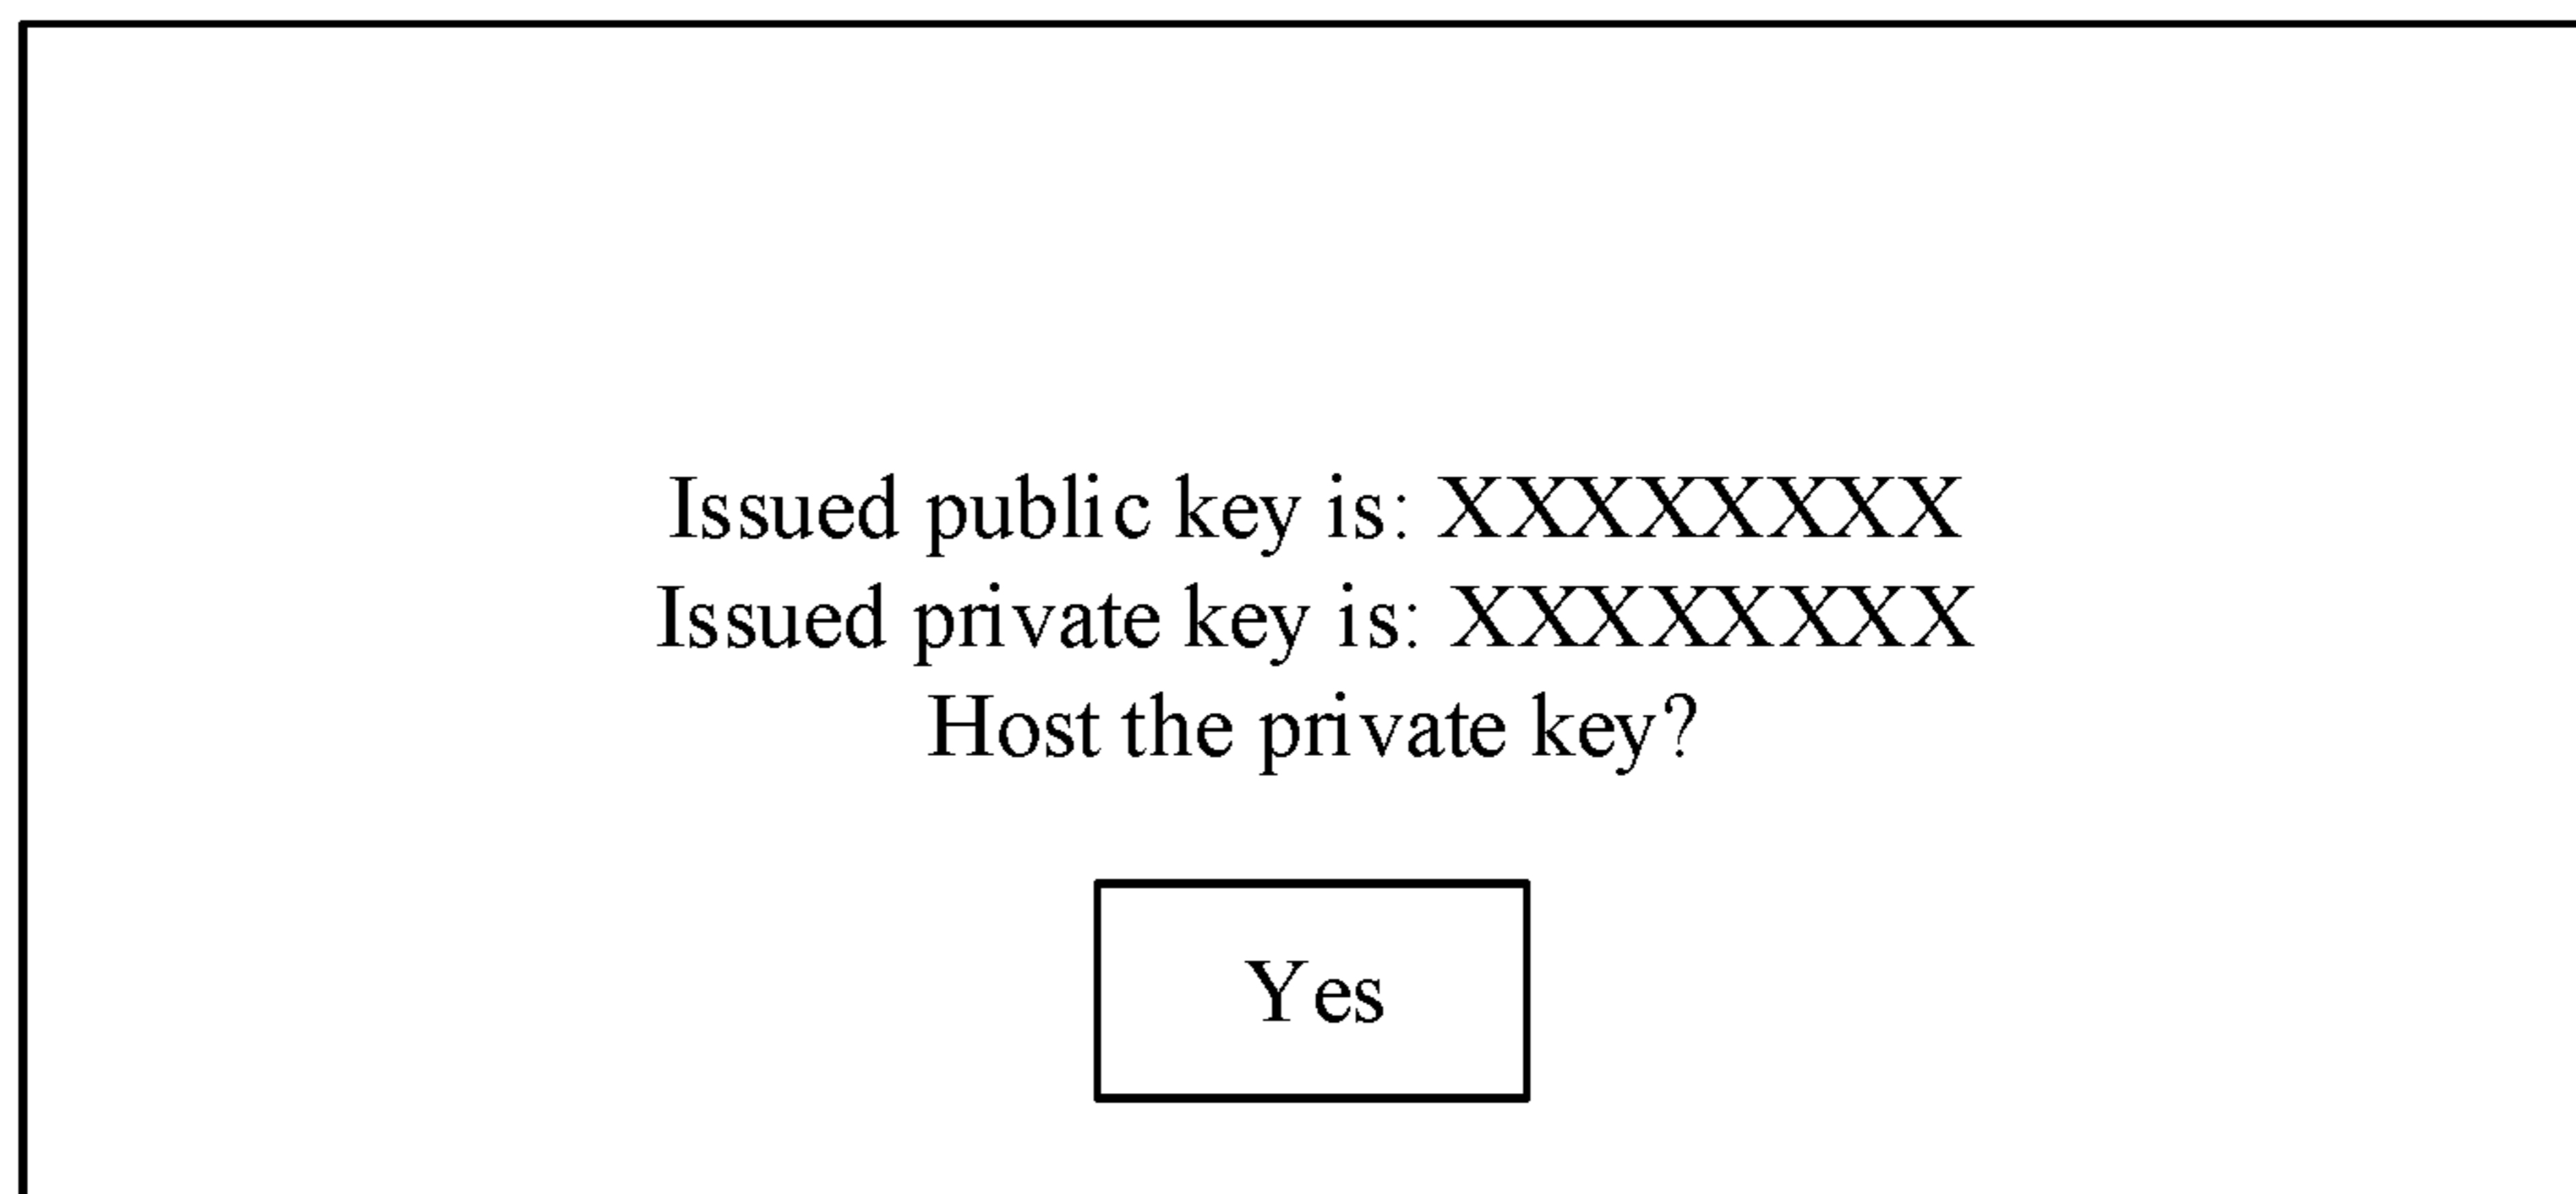 Issued public key is: XXXXXXXX
Issued private key is: XXXXXXXX
Host the private key?
Yes